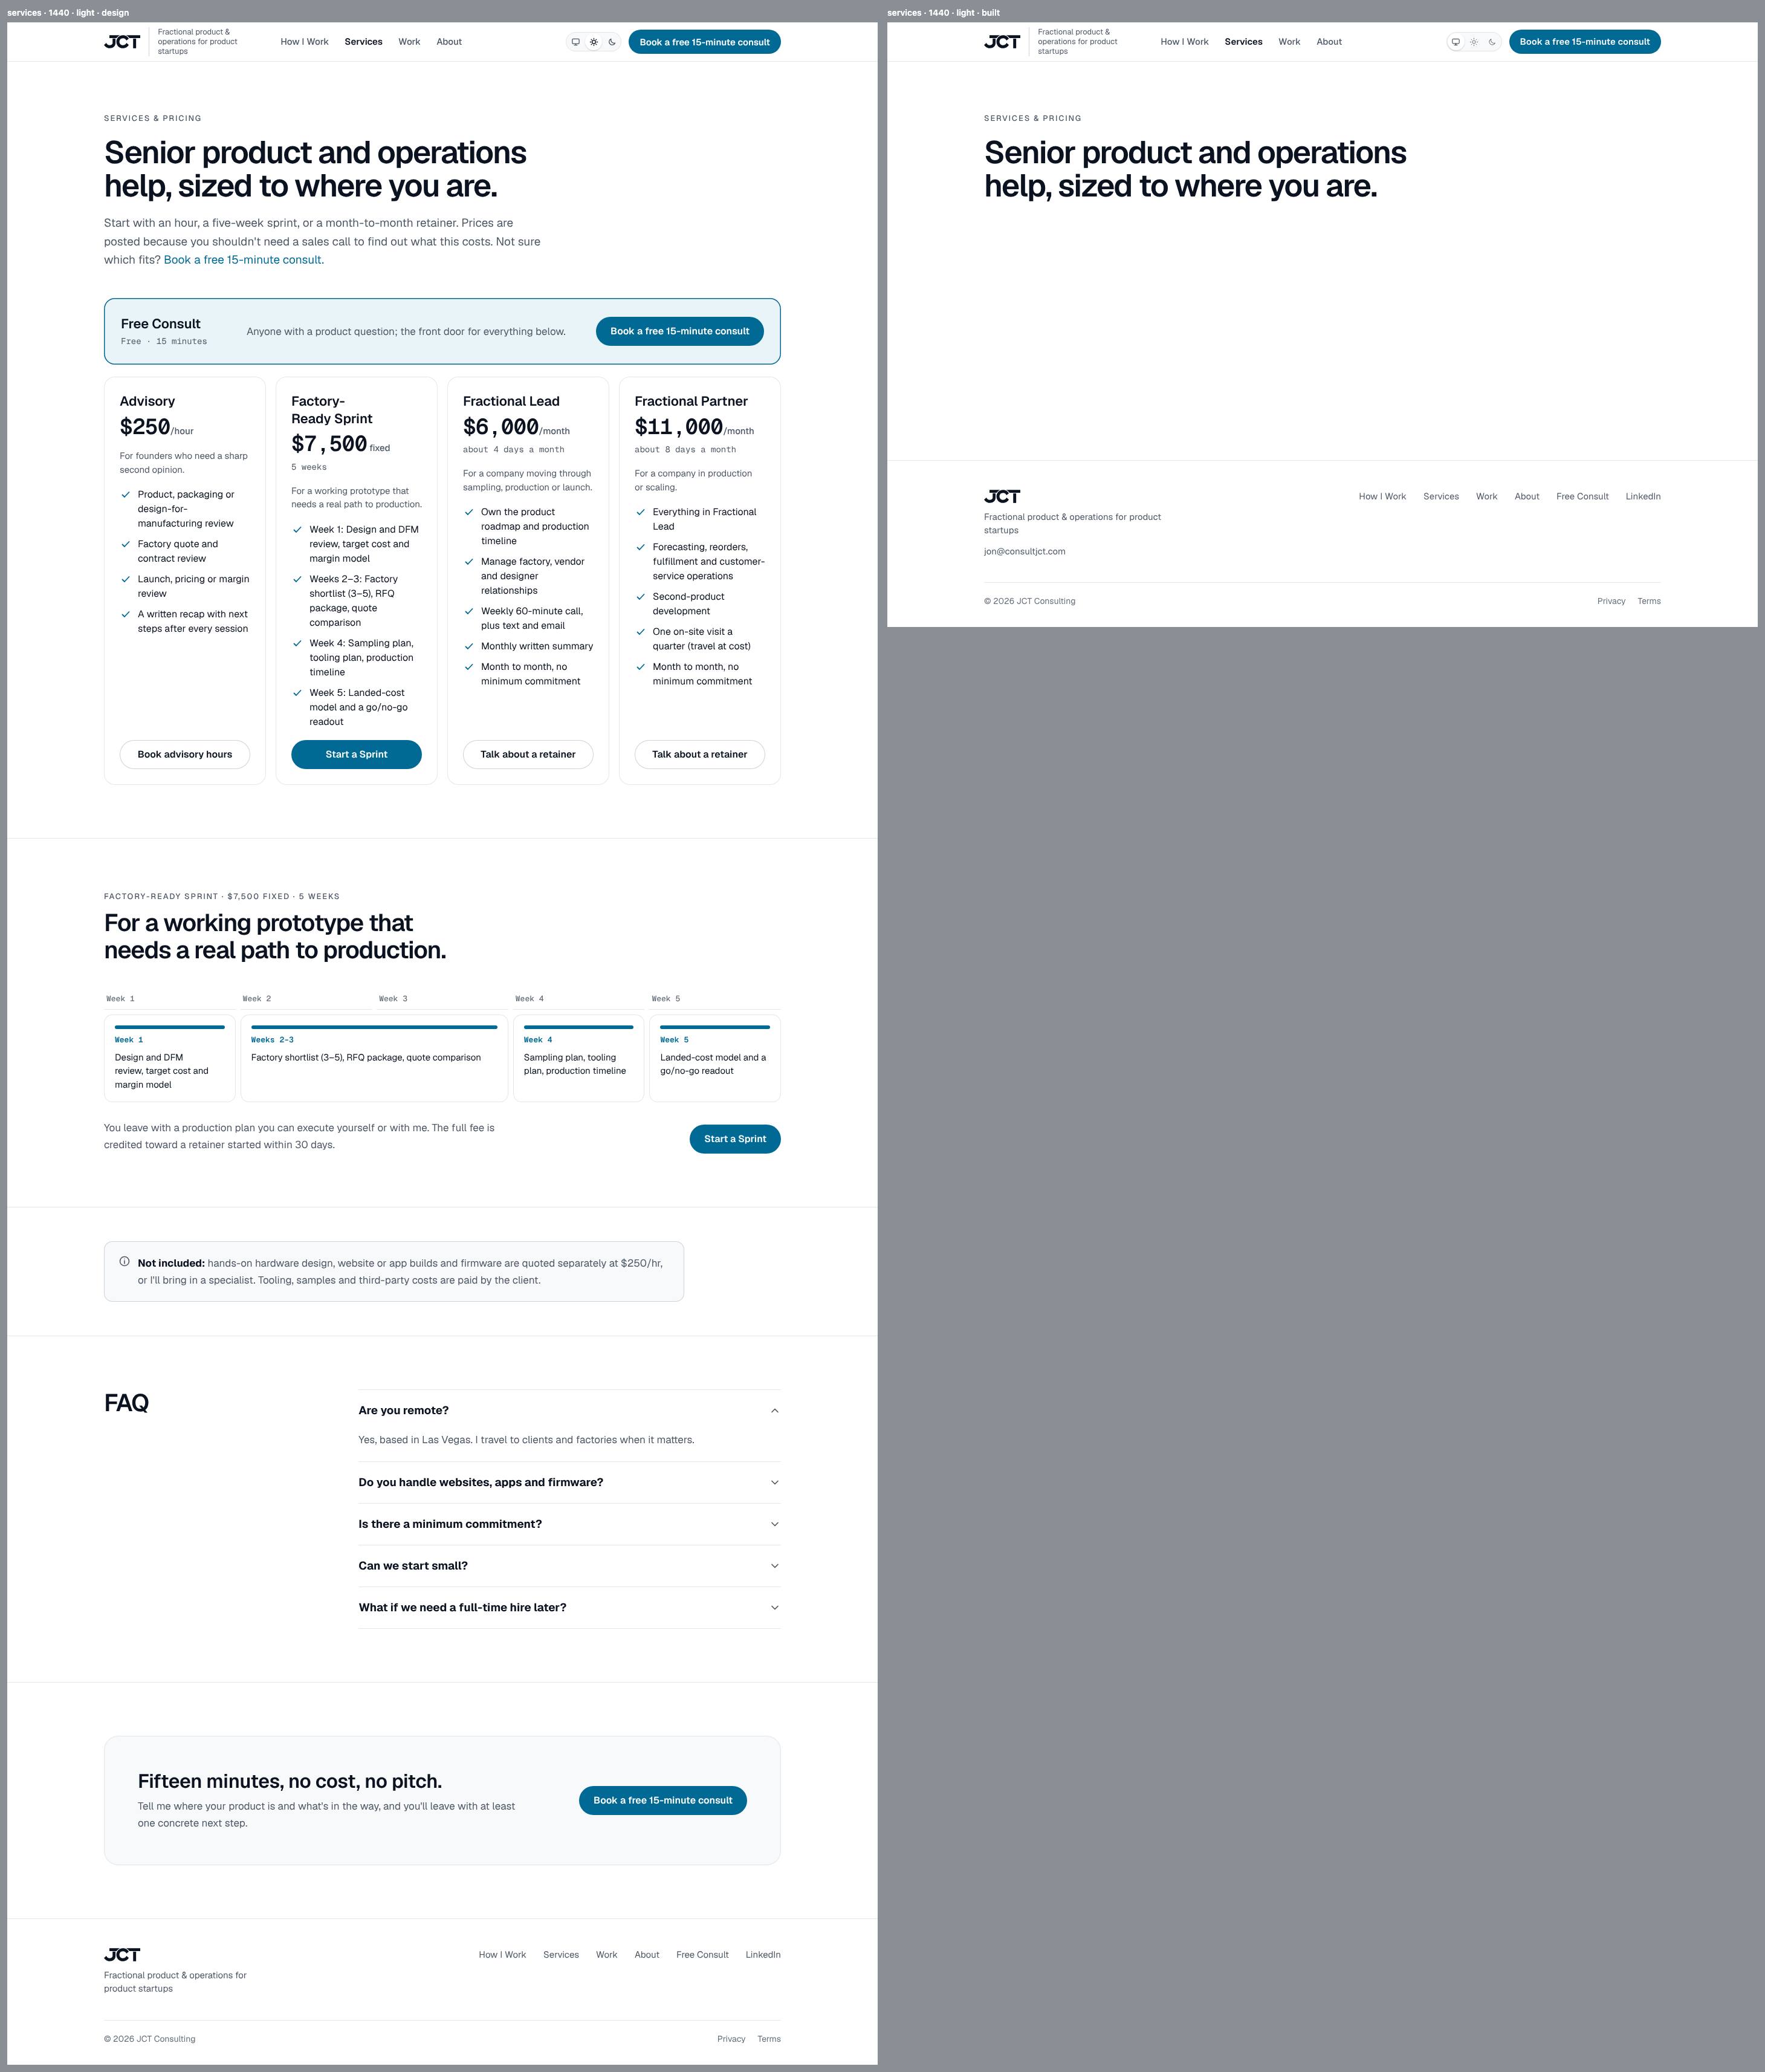 services · 1440 · light · design
JCT
Fractional product &
operations for product
startups
How I Work
Services
Work
About
Book a free 15-minute consult
SERVICES & PRICING
Senior product and operations
help, sized to where you are.
Start with an hour, a five-week sprint, or a month-to-month retainer. Prices are
posted because you shouldn't need a sales call to find out what this costs. Not sure
which fits? Book a free 15-minute consult.
Free Consult
Free · 15 minutes
Anyone with a product question; the front door for everything below.
Book a free 15-minute consult
Advisory
$250/hour
For founders who need a sharp
second opinion.
Product, packaging or
design-for-
manufacturing review
Factory quote and
contract review
Launch, pricing or margin
review
A written recap with next
steps after every session
Book advisory hours
Factory-
Ready Sprint
$7,500 fixed
5 weeks
For a working prototype that
needs a real path to production.
Week 1: Design and DFM
review, target cost and
margin model
Weeks 2–3: Factory
shortlist (3–5), RFQ
package, quote
comparison
Week 4: Sampling plan,
tooling plan, production
timeline
Week 5: Landed-cost
model and a go/no-go
readout
Start a Sprint
Fractional Lead
$6,000/month
about 4 days a month
For a company moving through
sampling, production or launch.
Own the product
roadmap and production
timeline
Manage factory, vendor
and designer
relationships
Weekly 60-minute call,
plus text and email
Monthly written summary
Month to month, no
minimum commitment
Talk about a retainer
Fractional Partner
$11,000/month
about 8 days a month
For a company in production
or scaling.
Everything in Fractional
Lead
Forecasting, reorders,
fulfillment and customer-
service operations
Second-product
development
One on-site visit a
quarter (travel at cost)
Month to month, no
minimum commitment
Talk about a retainer
FACTORY-READY SPRINT · $7,500 FIXED · 5 WEEKS
For a working prototype that
needs a real path to production.
Week 1
Week 2
Week 3
Week 4
Week 5
Week 1
Design and DFM
review, target cost and
margin model
Weeks 2–3
Factory shortlist (3–5), RFQ package, quote comparison
Week 4
Sampling plan, tooling
plan, production timeline
Week 5
Landed-cost model and a
go/no-go readout
You leave with a production plan you can execute yourself or with me. The full fee is
credited toward a retainer started within 30 days.
Start a Sprint
Not included: hands-on hardware design, website or app builds and firmware are quoted separately at $250/hr,
or I'll bring in a specialist. Tooling, samples and third-party costs are paid by the client.
FAQ
Are you remote?
Yes, based in Las Vegas. I travel to clients and factories when it matters.
Do you handle websites, apps and firmware?
Is there a minimum commitment?
Can we start small?
What if we need a full-time hire later?
Fifteen minutes, no cost, no pitch.
Tell me where your product is and what's in the way, and you'll leave with at least
one concrete next step.
Book a free 15-minute consult
JCT
Fractional product & operations for
product startups
How I Work
Services
Work
About
Free Consult
LinkedIn
© 2026 JCT Consulting
Privacy
Terms
services · 1440 · light · built
JCT
Fractional product &
operations for product
startups
How I Work
Services
Work
About
Book a free 15-minute consult
SERVICES & PRICING
Senior product and operations
help, sized to where you are.
JCT
Fractional product & operations for product
startups
jon@consultjct.com
How I Work
Services
Work
About
Free Consult
LinkedIn
© 2026 JCT Consulting
Privacy
Terms